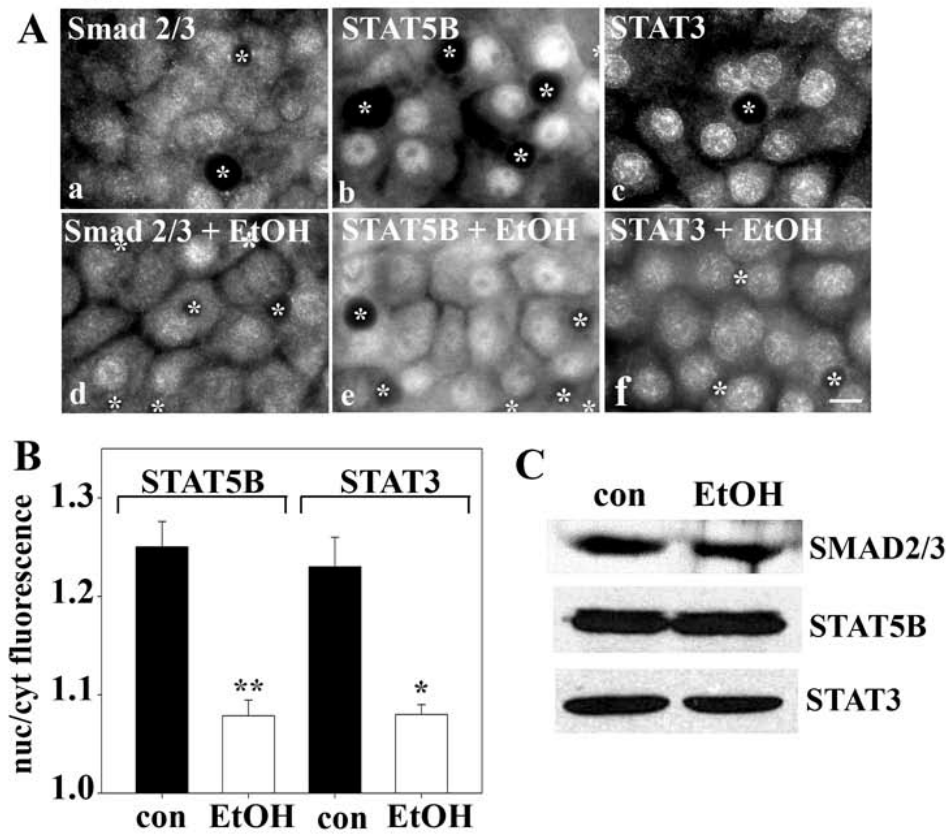 A
Smad 2/3 STAT5B STAT3
* * * * * * * *
a b c
Smad 2/3 + EtOH STAT5B + EtOH STAT3 + EtOH
* * * * * * * * * * * * * * *
d e f
B
nuc/cyt fluorescence
1.3
1.2
1.1
1.0
STAT5B STAT3
** *
con EtOH con EtOH
C
con EtOH
SMAD2/3
STAT5B
STAT3